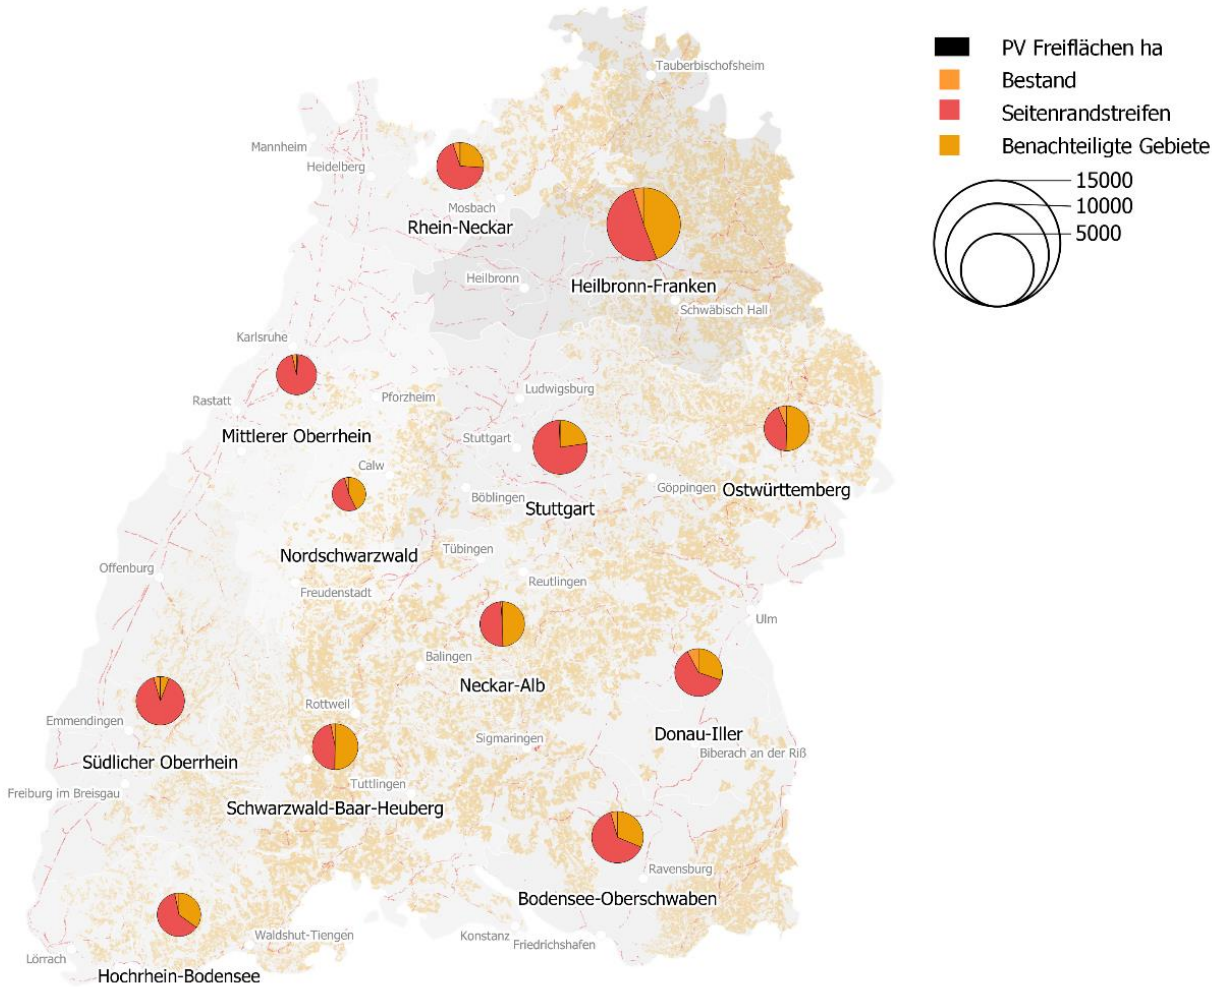 PV Freiflächen ha
Bestand
Seitenrandstreifen
Benachteiligte Gebiete
15000
10000
5000
Tauberbischofsheim
Mannheim
Heidelberg
Mosbach
Rhein-Neckar
Heilbronn
Heilbronn-Franken
Schwäbisch Hall
Karlsruhe
Rastatt
Pforzheim
Ludwigsburg
Mittlerer Oberrhein
Stuttgart
Calw
Göppingen
Ostwürttemberg
Böblingen
Stuttgart
Nordschwarzwald
Tübingen
Offenburg
Freudenstadt
Reutlingen
Ulm
Balingen
Neckar-Alb
Rottweil
Emmendingen
Sigmaringen
Donau-Iller
Biberach an der Riß
Südlicher Oberrhein
Tuttlingen
Freiburg im Breisgau
Schwarzwald-Baar-Heuberg
Ravensburg
Bodensee-Oberschwaben
Waldshut-Tiengen
Konstanz
Friedrichshafen
Lörrach
Hochrhein-Bodensee